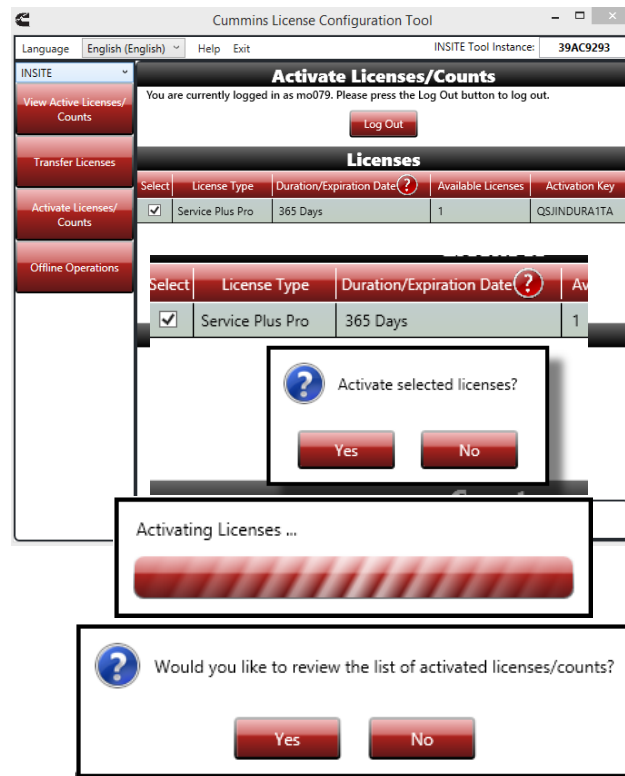 Cummins License Configuration Tool
Language English (English) Help Exit INSITE Tool Instance: 39AC9293
INSITE
Activate Licenses/Counts
You are currently logged in as mo079. Please press the Log Out button to log out.
View Active Licenses/
Counts
Log Out
Transfer Licenses
Licenses
Select License Type Duration/Expiration Date ? Available Licenses Activation Key
Service Plus Pro 365 Days 1 QSJINDURA1TA
Activate Licenses/
Counts
Offline Operations
Select License Type Duration/Expiration Date ? Av
Service Plus Pro 365 Days 1
? Activate selected licenses?
Yes No
Activating Licenses ...
? Would you like to review the list of activated licenses/counts?
Yes No